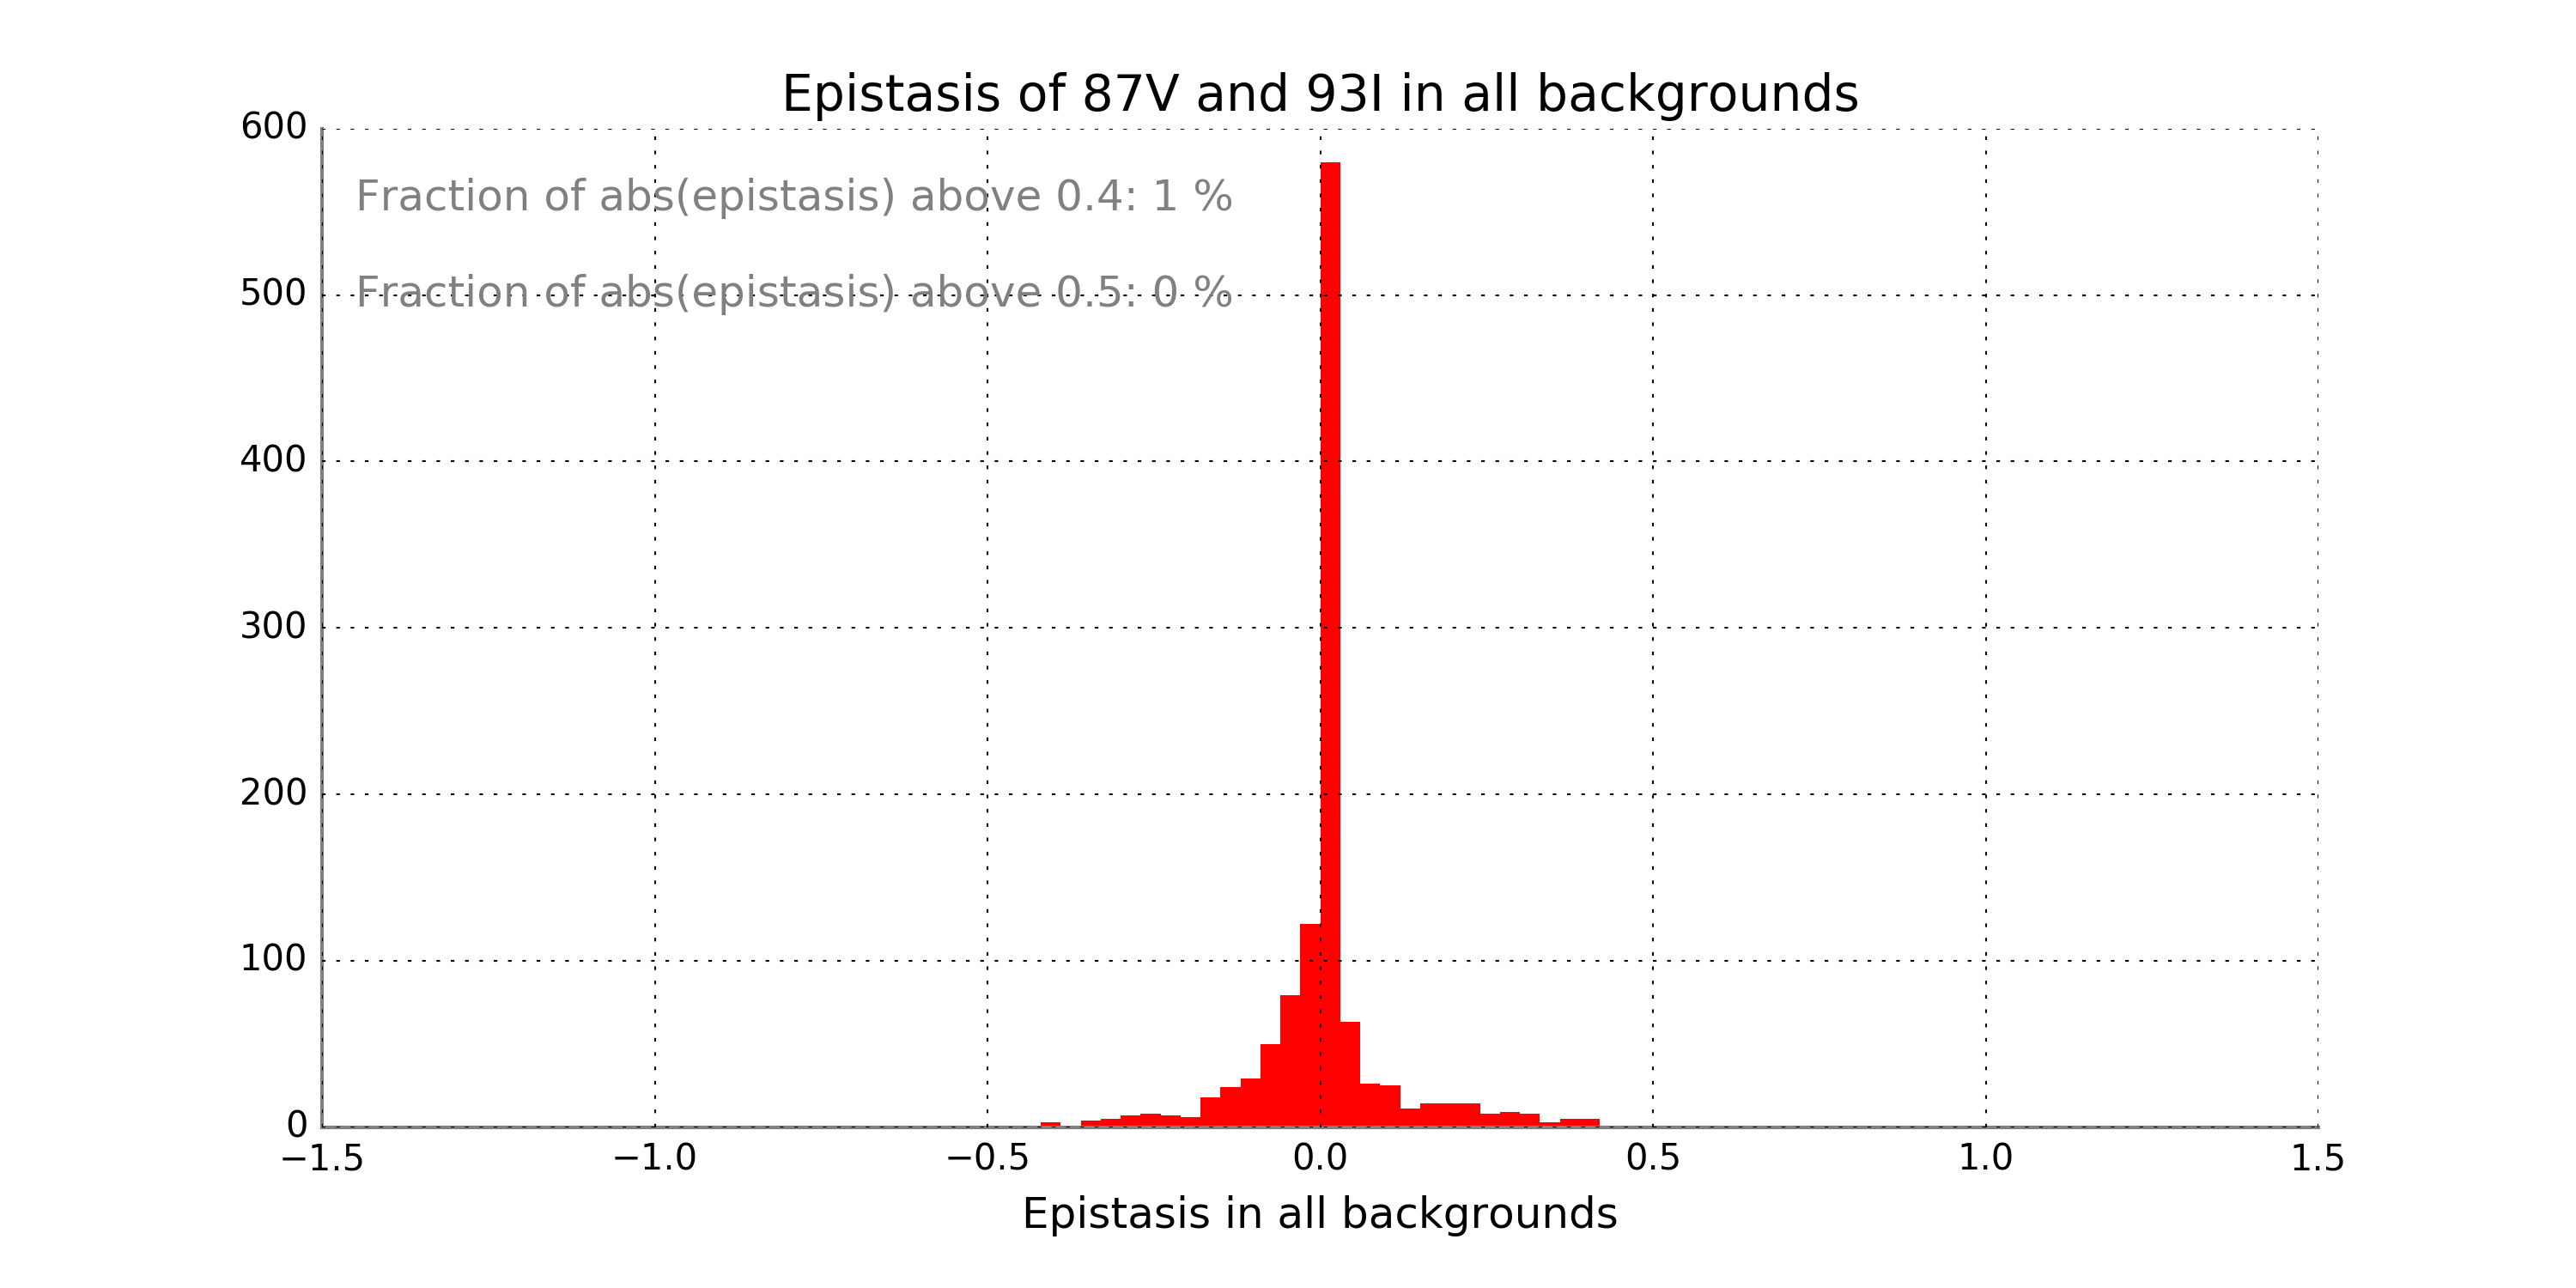 Epistasis of 87V and 93I in all backgrounds
600
Fraction of abs(epistasis) above 0.4: 1 %
500
Fraction of abs(epistasis) above 0.5: 0 %
400
300
200
100
0
−1.5 −1.0 −0.5 0.0 0.5 1.0 1.5
Epistasis in all backgrounds